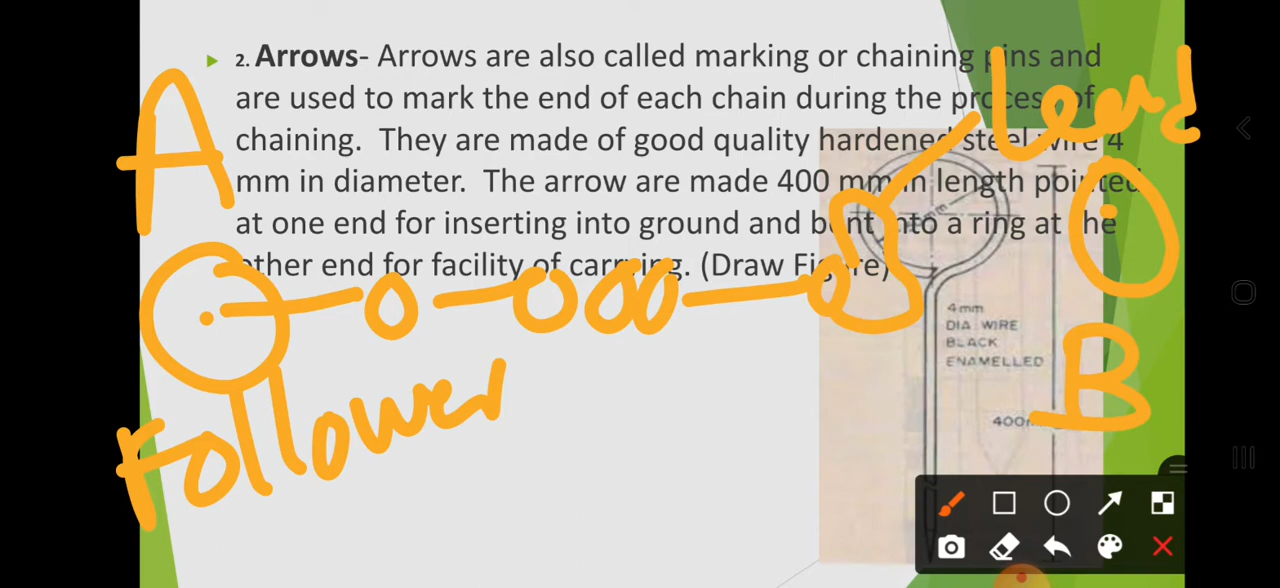 2. Arrows- Arrows are also called marking or chaining pins and
are used to mark the end of each chain during the process of
chaining. They are made of good quality hardened steel wire 4
mm in diameter. The arrow are made 400 mm in length pointed
at one end for inserting into ground and bent into a ring at the
other end for facility of carrying. (Draw Figure)
A
Lead
4mm
DIA WIRE
BLACK
ENAMELLED
B
Follower